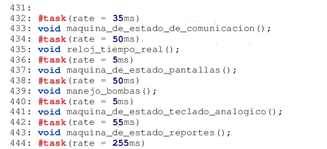 431:
432: #task(rate = 35ms)
433: void maquina_de_estado_de_comunicacion();
434: #task(rate = 50ms)
435: void reloj_tiempo_real();
436: #task(rate = 5ms)
437: void maquina_de_estado_pantallas();
438: #task(rate = 50ms)
439: void manejo_bombas();
440: #task(rate = 5ms)
441: void maquina_de_estado_teclado_analogico();
442: #task(rate = 55ms)
443: void maquina_de_estado_reportes();
444: #task(rate = 255ms)